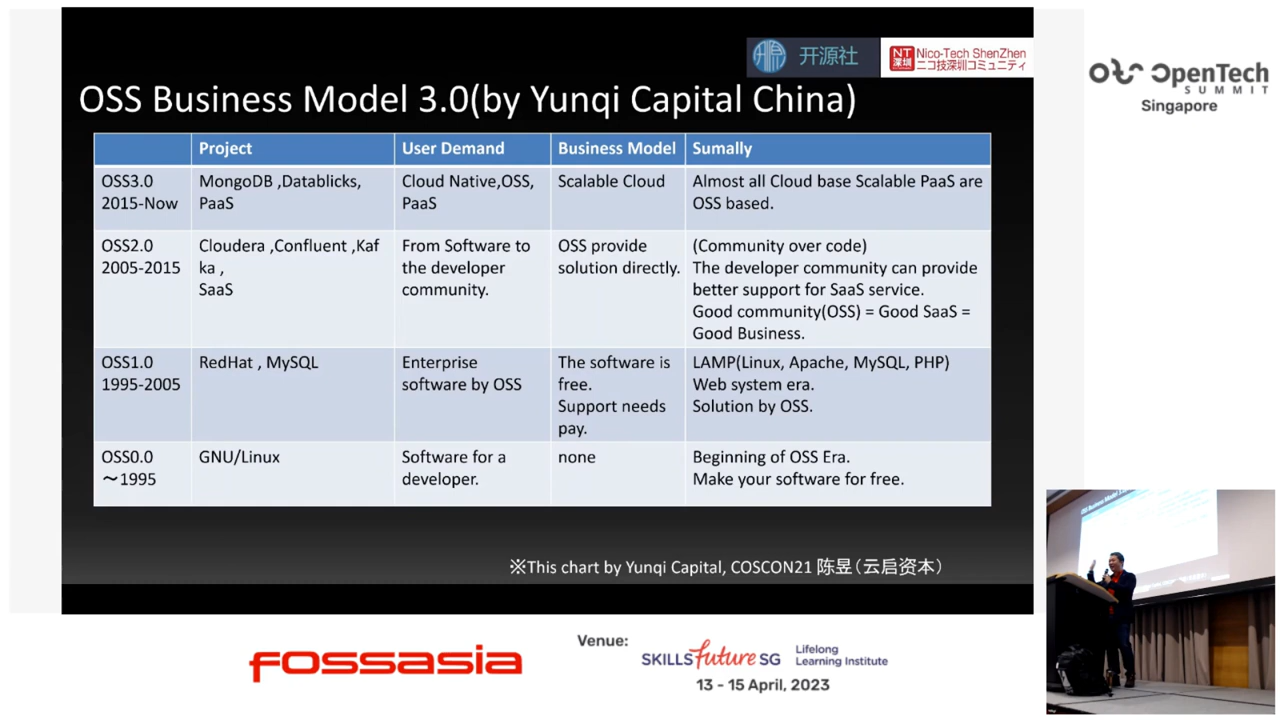 开源社
NT
深圳
Nico-Tech ShenZhen
ニコ技深圳コミュニティ
OpenTech
SUMMIT
Singapore
OSS Business Model 3.0(by Yunqi Capital China)
Project
User Demand
Business Model
Sumally
OSS3.0
2015-Now
MongoDB ,Datablicks,
PaaS
Cloud Native,OSS,
PaaS
Scalable Cloud
Almost all Cloud base Scalable PaaS are
OSS based.
OSS2.0
2005-2015
Cloudera ,Confluent ,Kaf
ka ,
SaaS
From Software to
the developer
community.
OSS provide
solution directly.
(Community over code)
The developer community can provide
better support for SaaS service.
Good community(OSS) = Good SaaS =
Good Business.
OSS1.0
1995-2005
RedHat , MySQL
Enterprise
software by OSS
The software is
free.
Support needs
pay.
LAMP(Linux, Apache, MySQL, PHP)
Web system era.
Solution by OSS.
OSS0.0
～1995
GNU/Linux
Software for a
developer.
none
Beginning of OSS Era.
Make your software for free.
※This chart by Yunqi Capital, COSCON21 陈昱（云启资本）
fossasia
Venue:
SKILLS future SG
Lifelong
Learning Institute
13 - 15 April, 2023